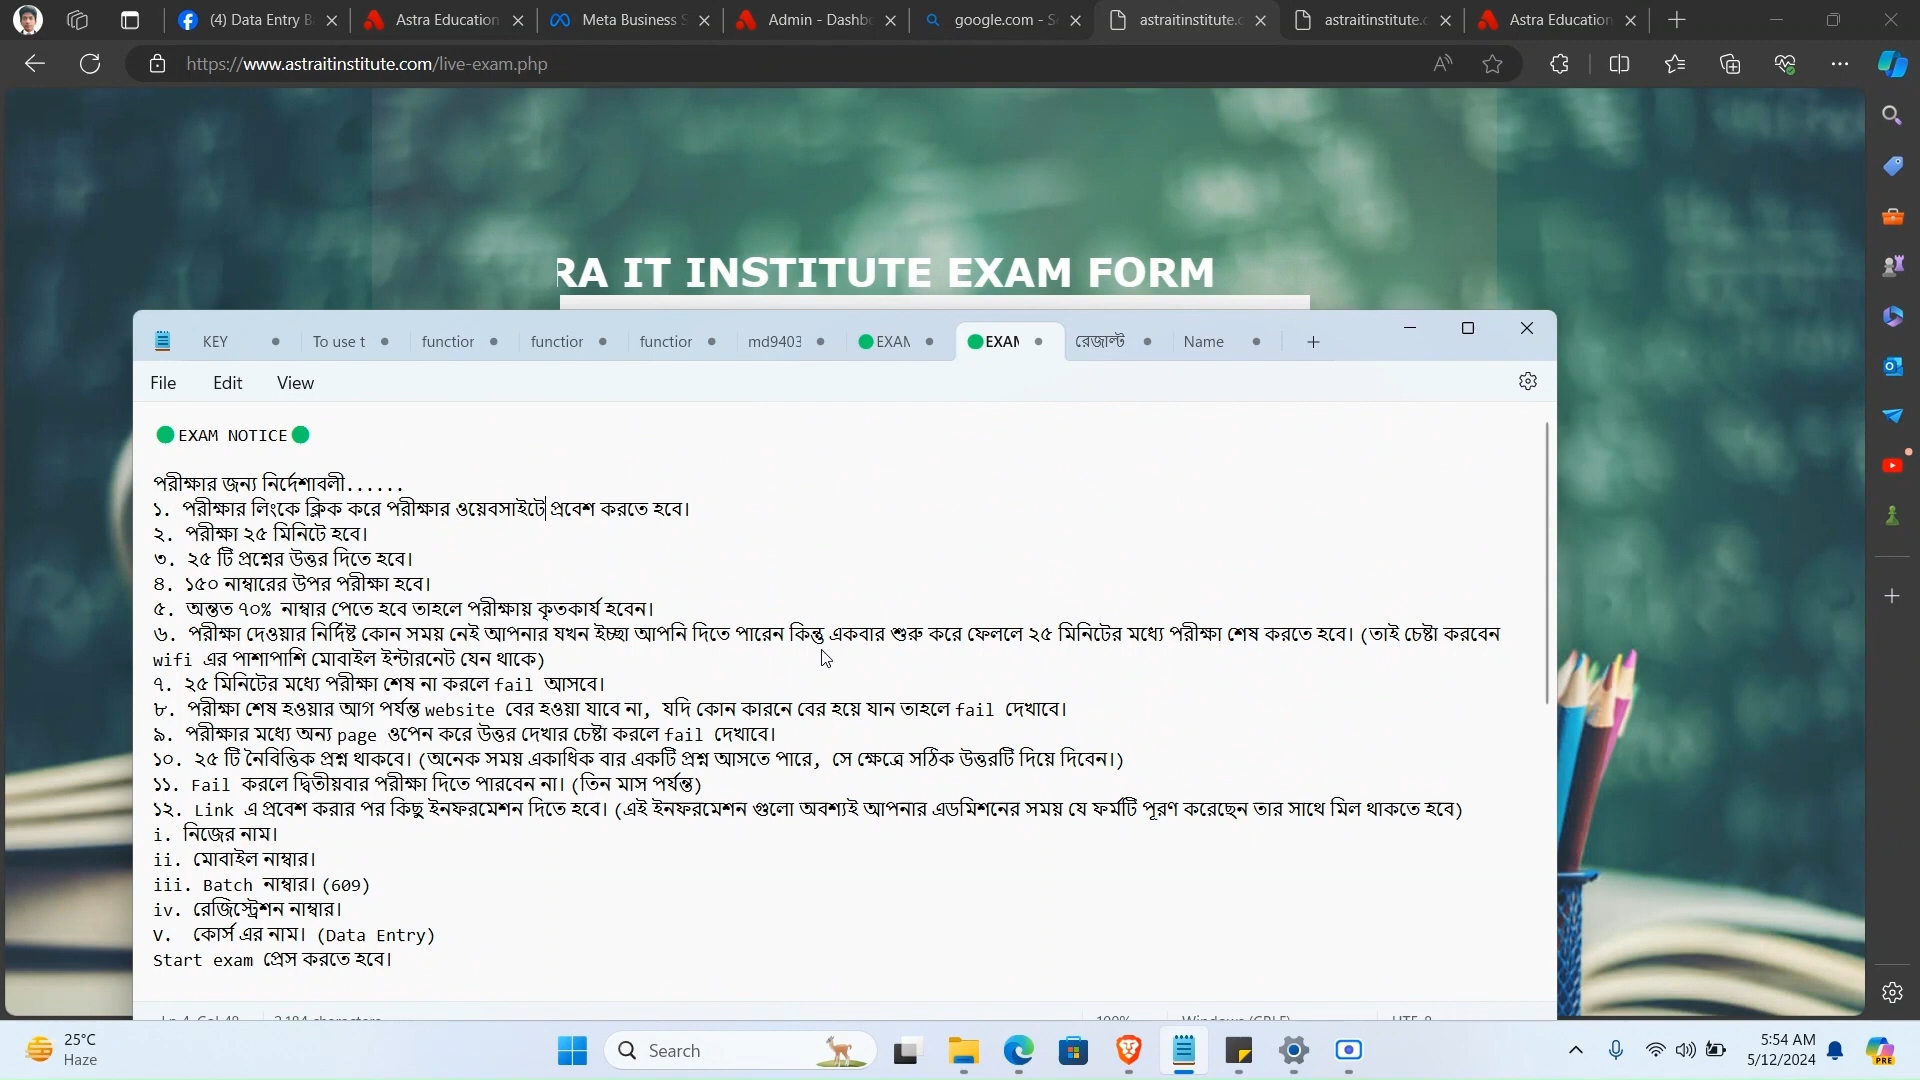 (4) Data Entry B
Astra Education
Meta Business S
Admin - Dashbo
google.com - Se
astraitinstitute.c
astraitinstitute.c
Astra Education
https://www.astraitinstitute.com/live-exam.php
RA IT INSTITUTE EXAM FORM
KEY
To use t
functior
functior
functior
md9403
🟢EXAM
🟢EXAM
রেজাল্ট
Name
File Edit View
🟢EXAM NOTICE🟢
পরীক্ষার জন্য নির্দেশাবলী......
১. পরীক্ষার লিংকে ক্লিক করে পরীক্ষার ওয়েবসাইটে প্রবেশ করতে হবে।
২. পরীক্ষা ২৫ মিনিটে হবে।
৩. ২৫ টি প্রশ্নের উত্তর দিতে হবে।
৪. ১৫০ নাম্বারের উপর পরীক্ষা হবে।
৫. অন্তত ৭০% নাম্বার পেতে হবে তাহলে পরীক্ষায় কৃতকার্য হবেন।
৬. পরীক্ষা দেওয়ার নির্দিষ্ট কোন সময় নেই আপনার যখন ইচ্ছা আপনি দিতে পারেন কিন্তু একবার শুরু করে ফেললে ২৫ মিনিটের মধ্যে পরীক্ষা শেষ করতে হবে। (তাই চেষ্টা করবেন
wifi এর পাশাপাশি মোবাইল ইন্টারনেট যেন থাকে)
৭. ২৫ মিনিটের মধ্যে পরীক্ষা শেষ না করলে fail আসবে।
৮. পরীক্ষা শেষ হওয়ার আগ পর্যন্ত website বের হওয়া যাবে না, যদি কোন কারনে বের হয়ে যান তাহলে fail দেখাবে।
৯. পরীক্ষার মধ্যে অন্য page ওপেন করে উত্তর দেখার চেষ্টা করলে fail দেখাবে।
১০. ২৫ টি নৈবিত্তিক প্রশ্ন থাকবে। (অনেক সময় একাধিক বার একটি প্রশ্ন আসতে পারে, সে ক্ষেত্রে সঠিক উত্তরটি দিয়ে দিবেন।)
১১. Fail করলে দ্বিতীয়বার পরীক্ষা দিতে পারবেন না। (তিন মাস পর্যন্ত)
১২. Link এ প্রবেশ করার পর কিছু ইনফরমেশন দিতে হবে। (এই ইনফরমেশন গুলো অবশ্যই আপনার এডমিশনের সময় যে ফর্মটি পূরণ করেছেন তার সাথে মিল থাকতে হবে)
i. নিজের নাম।
ii. মোবাইল নাম্বার।
iii. Batch নাম্বার। (609)
iv. রেজিস্ট্রেশন নাম্বার।
V. কোর্স এর নাম। (Data Entry)
Start exam প্রেস করতে হবে।
25°C
Haze
Search
5:54 AM
5/12/2024
PRE